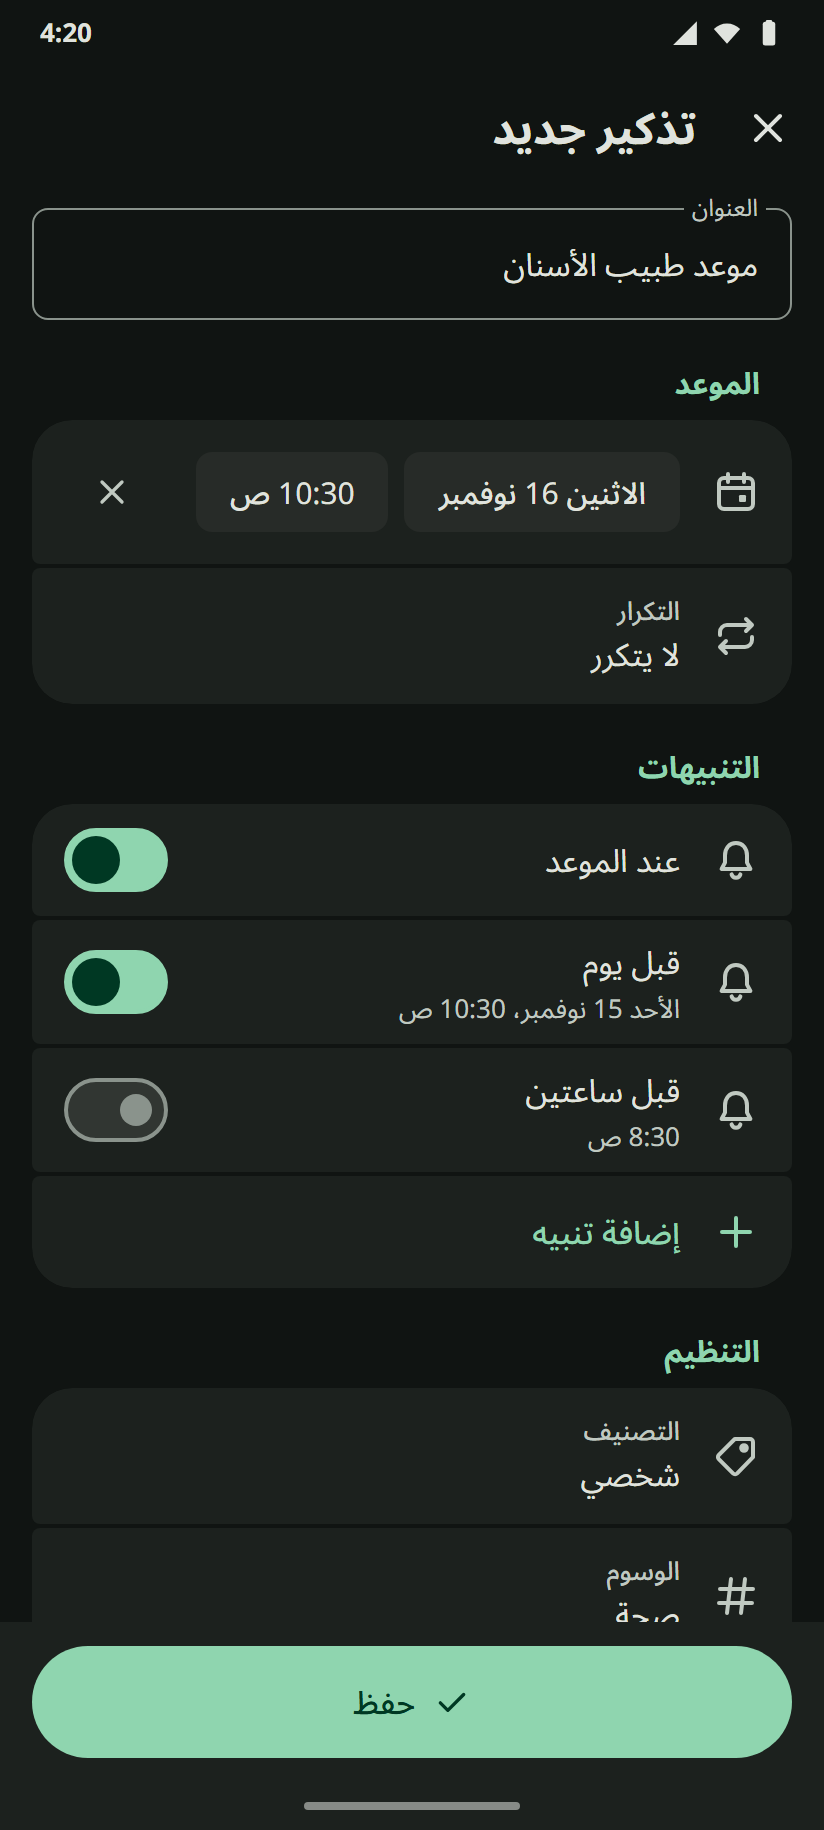 4:20
تذكير جديد
العنوان
موعد طبيب الأسنان
الموعد
الاثنين 16 نوفمبر
10:30 ص
التكرار
لا يتكرر
التنبيهات
عند الموعد
قبل يوم
الأحد 15 نوفمبر، 10:30 ص
قبل ساعتين
8:30 ص
إضافة تنبيه
التنظيم
التصنيف
شخصي
الوسوم
صحة
حفظ